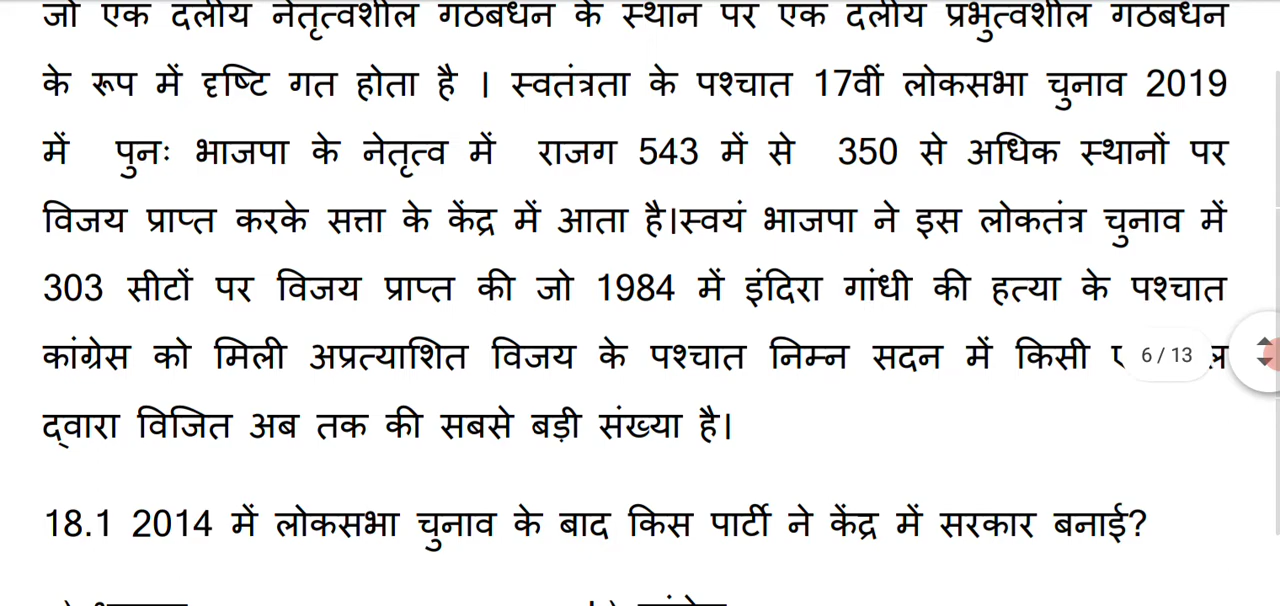 जो एक दलीय नेतृत्वशील गठबंधन के स्थान पर एक दलीय प्रभुत्वशील गठबंधन
के रूप में दृष्टि गत होता है । स्वतंत्रता के पश्चात 17वीं लोकसभा चुनाव 2019
में पुनः भाजपा के नेतृत्व में राजग 543 में से 350 से अधिक स्थानों पर
विजय प्राप्त करके सत्ता के केंद्र में आता है।स्वयं भाजपा ने इस लोकतंत्र चुनाव में
303 सीटों पर विजय प्राप्त की जो 1984 में इंदिरा गांधी की हत्या के पश्चात
कांग्रेस को मिली अप्रत्याशित विजय के पश्चात निम्न सदन में किसी
6 / 13
द्वारा विजित अब तक की सबसे बड़ी संख्या है।
18.1 2014 में लोकसभा चुनाव के बाद किस पार्टी ने केंद्र में सरकार बनाई?